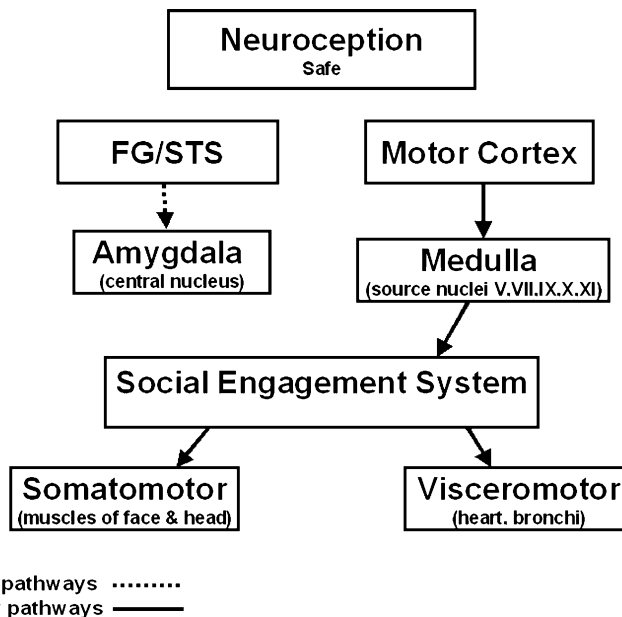 Neuroception
Safe
FG/STS
Motor Cortex
Amygdala
(central nucleus)
Medulla
(source nuclei V.VII.IX.X.XI)
Social Engagement System
Somatomotor
(muscles of face & head)
Visceromotor
(heart. bronchi)
pathways
pathways